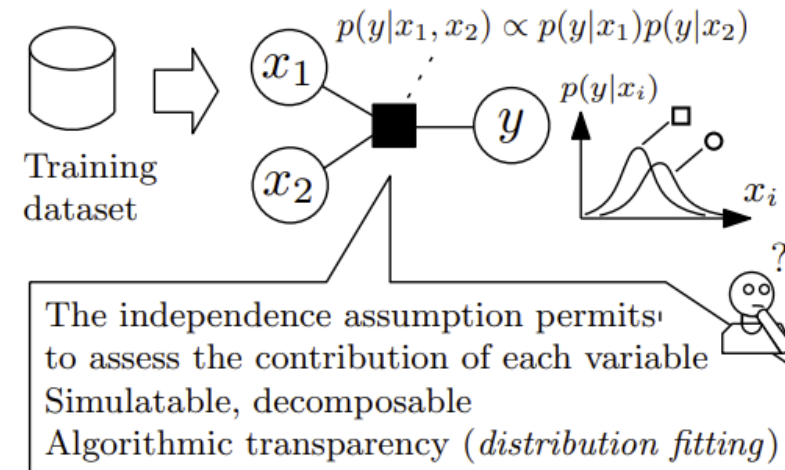 p(y|x₁, x₂) ∝ p(y|x₁)p(y|x₂)
x₁
x₂
y
p(y|xᵢ)
xᵢ
Training
dataset
?
The independence assumption permits
to assess the contribution of each variable
Simulatable, decomposable
Algorithmic transparency (distribution fitting)